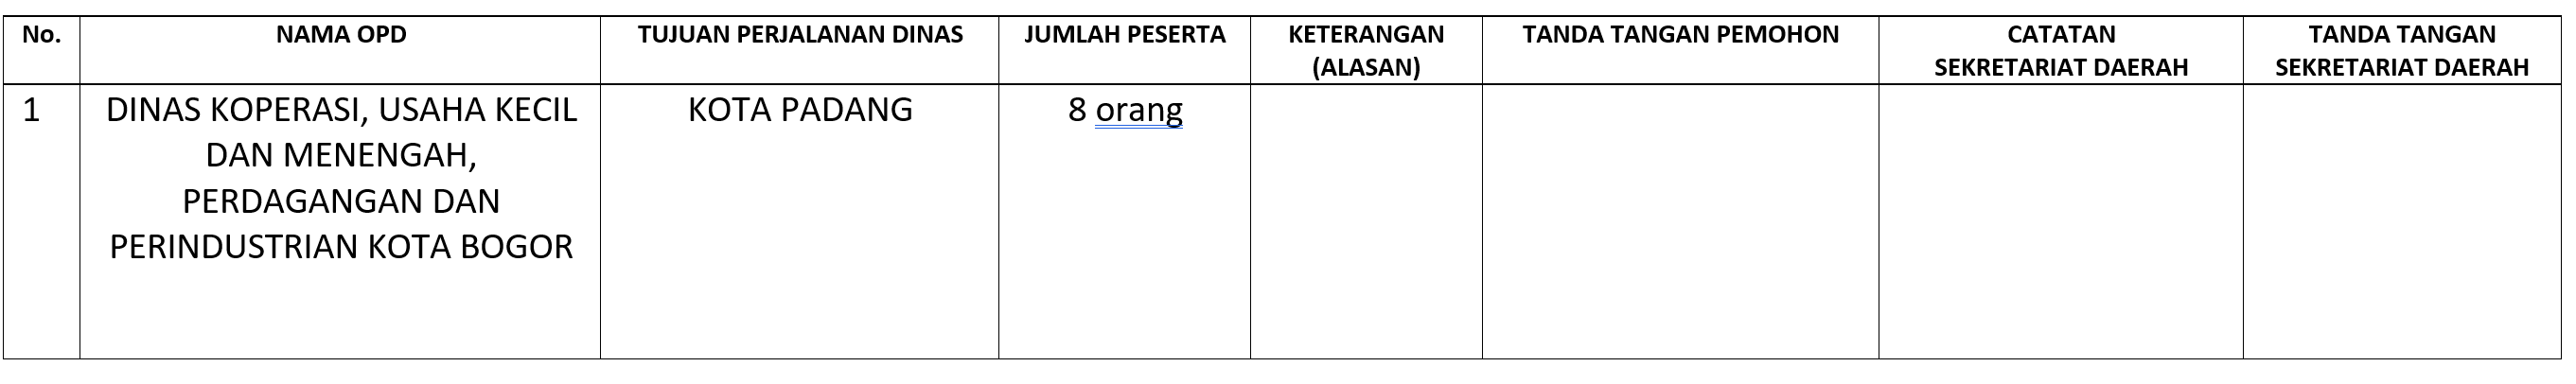 No. NAMA OPD TUJUAN PERJALANAN DINAS JUMLAH PESERTA KETERANGAN TANDA TANGAN PEMOHON CATATAN TANDA TANGAN
(ALASAN) SEKRETARIAT DAERAH SEKRETARIAT DAERAH
1 DINAS KOPERASI, USAHA KECIL KOTA PADANG 8 orang
DAN MENENGAH,
PERDAGANGAN DAN
PERINDUSTRIAN KOTA BOGOR